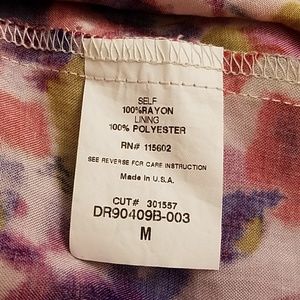 SELF
100%RAYON
LINING
100% POLYESTER
RN# 115602
SEE REVERSE FOR CARE INSTRUCTION
Made in U.S.A.
CUT# 301557
DR90409B-003
M